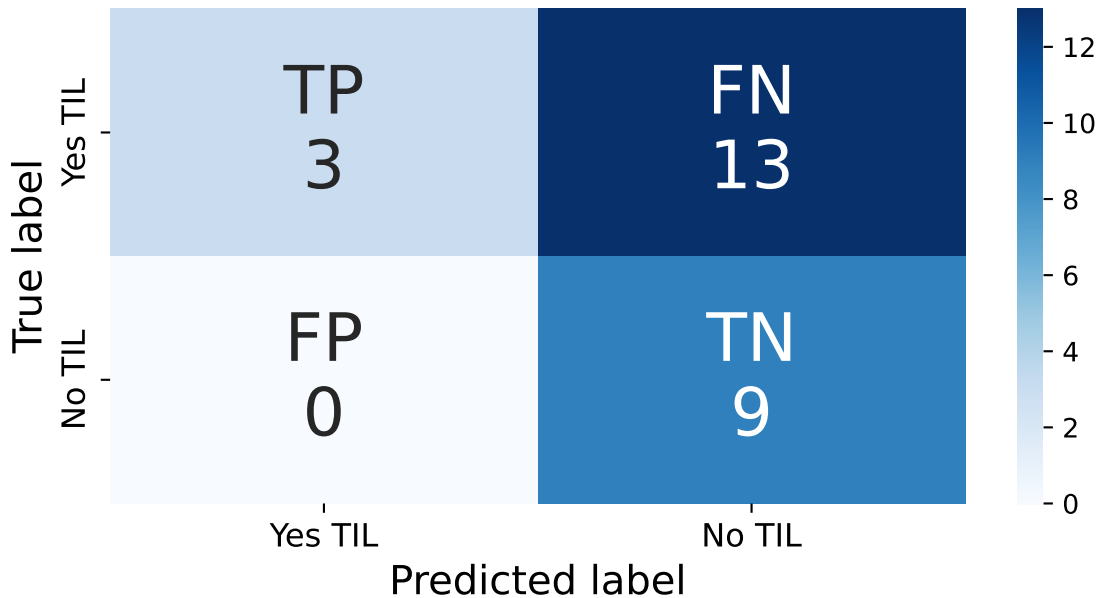 True label
Yes TIL
No TIL
TP
3
FN
13
FP
0
TN
9
Yes TIL
No TIL
Predicted label
12
10
8
6
4
2
0